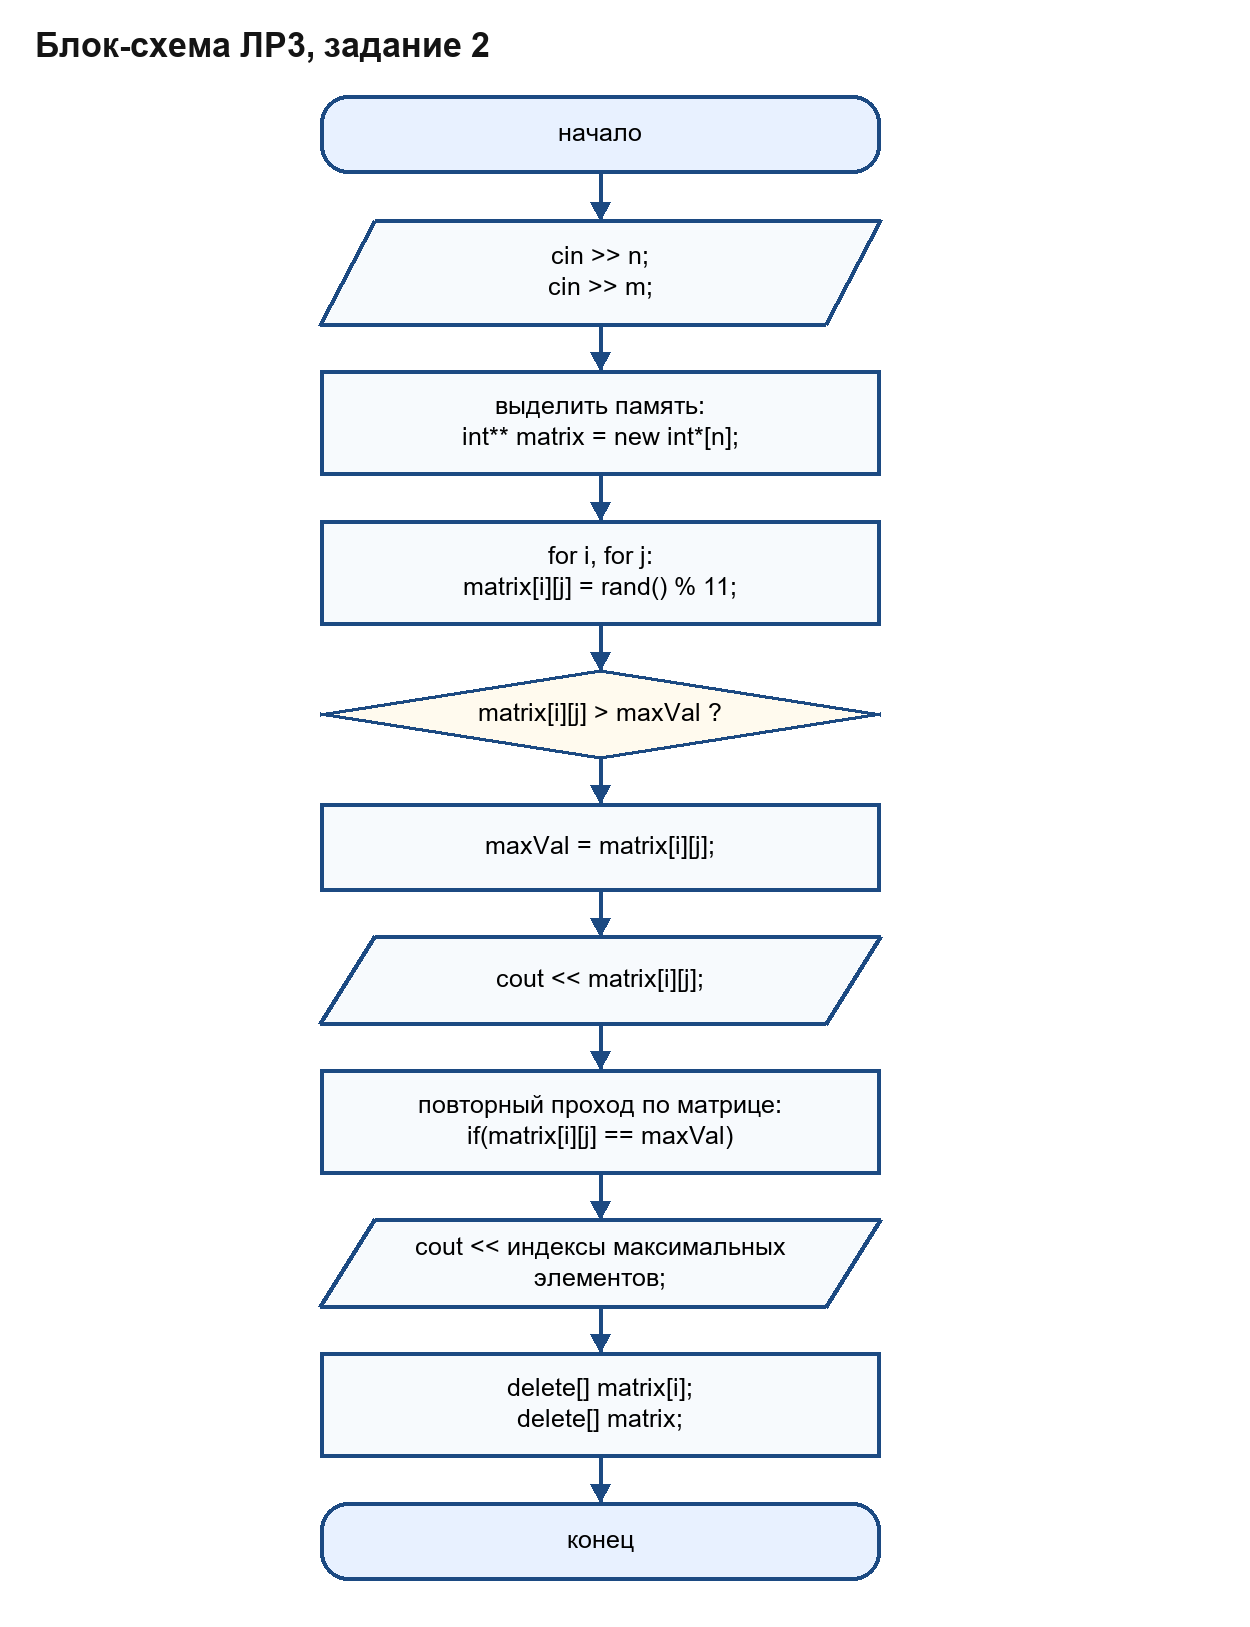 Блок-схема ЛР3, задание 2
начало
cin >> n;
cin >> m;
выделить память:
int** matrix = new int*[n];
for i, for j:
matrix[i][j] = rand() % 11;
matrix[i][j] > maxVal ?
maxVal = matrix[i][j];
cout << matrix[i][j];
повторный проход по матрице:
if(matrix[i][j] == maxVal)
cout << индексы максимальных
элементов;
delete[] matrix[i];
delete[] matrix;
конец